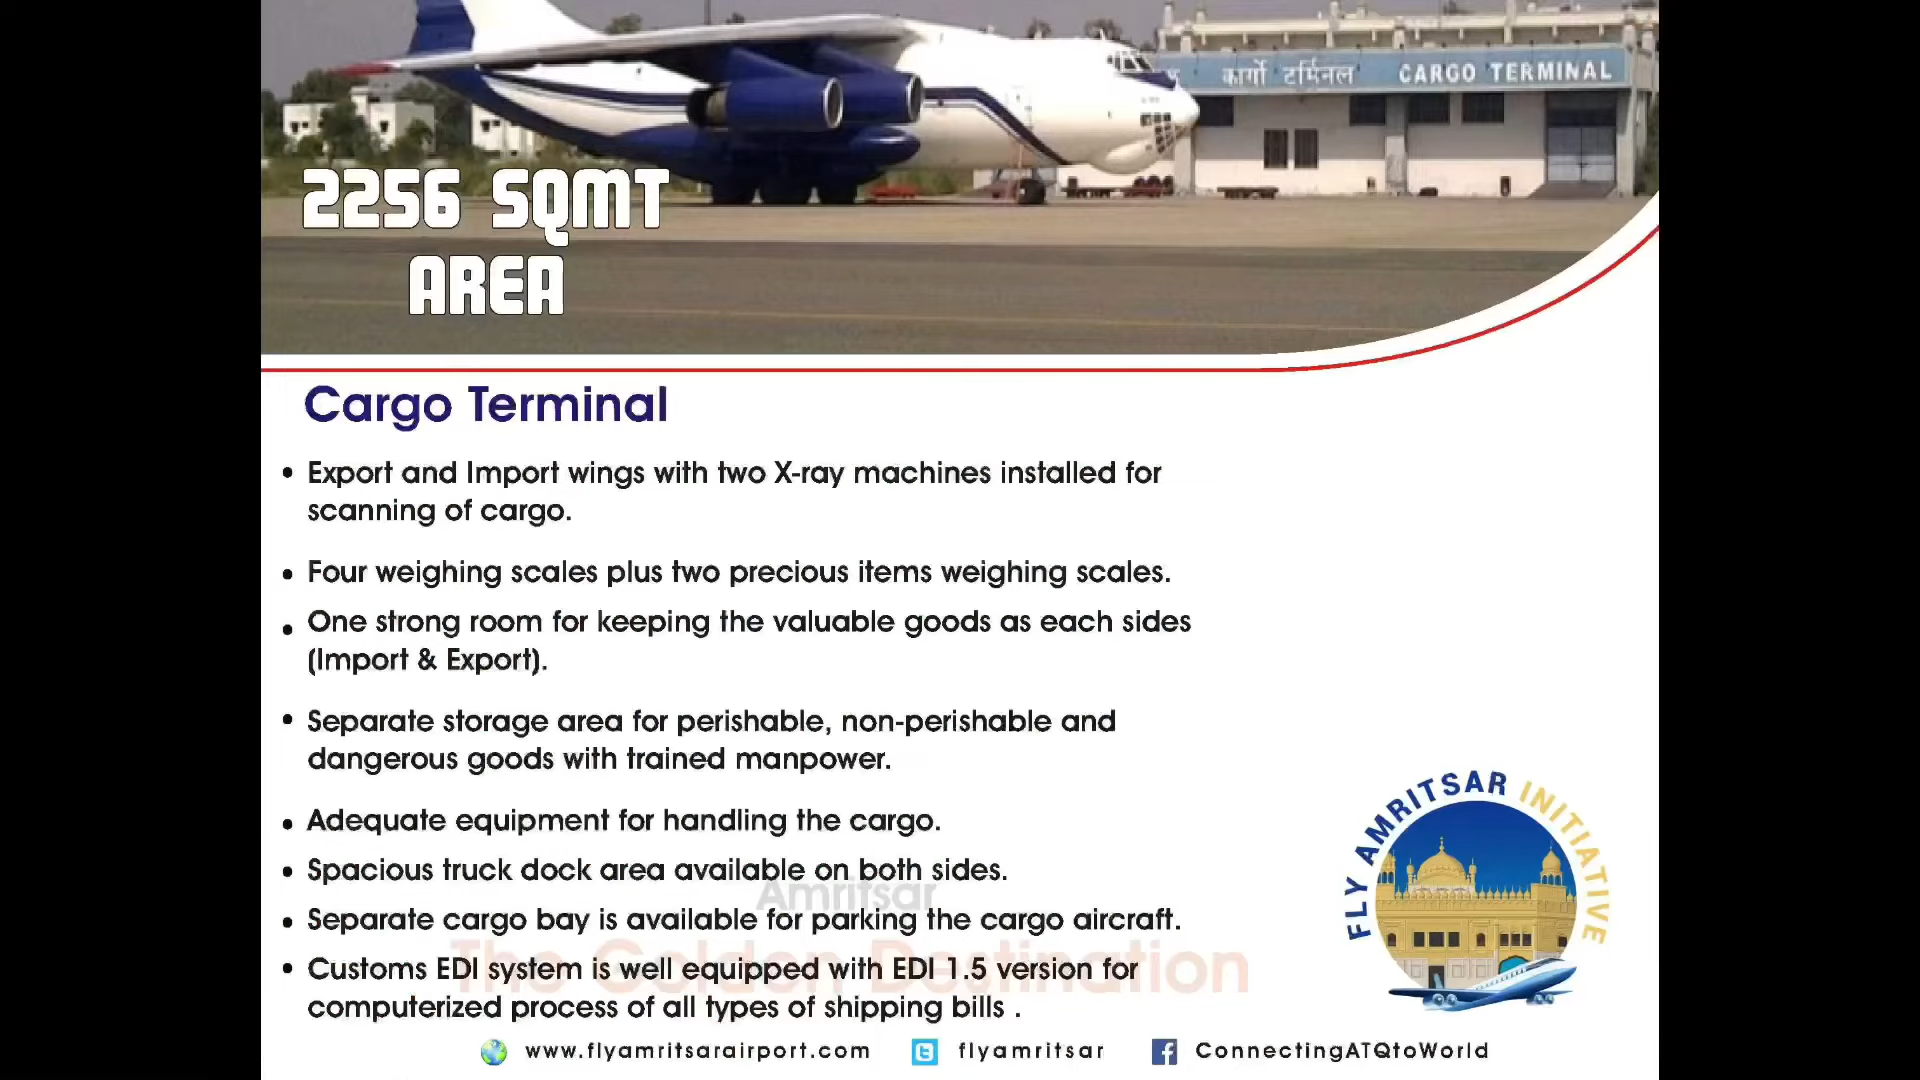 कार्गो टर्मिनल CARGO TERMINAL
2256 SQMT
AREA
Cargo Terminal
• Export and Import wings with two X-ray machines installed for
scanning of cargo.
• Four weighing scales plus two precious items weighing scales.
• One strong room for keeping the valuable goods as each sides
(Import & Export).
• Separate storage area for perishable, non-perishable and
dangerous goods with trained manpower.
• Adequate equipment for handling the cargo.
• Spacious truck dock area available on both sides.
Amritsar
• Separate cargo bay is available for parking the cargo aircraft.
The Golden Destination
• Customs EDI system is well equipped with EDI 1.5 version for
computerized process of all types of shipping bills .
FLY AMRITSAR INITIATIVE
www.flyamritsarairport.com flyamritsar ConnectingATQtoWorld